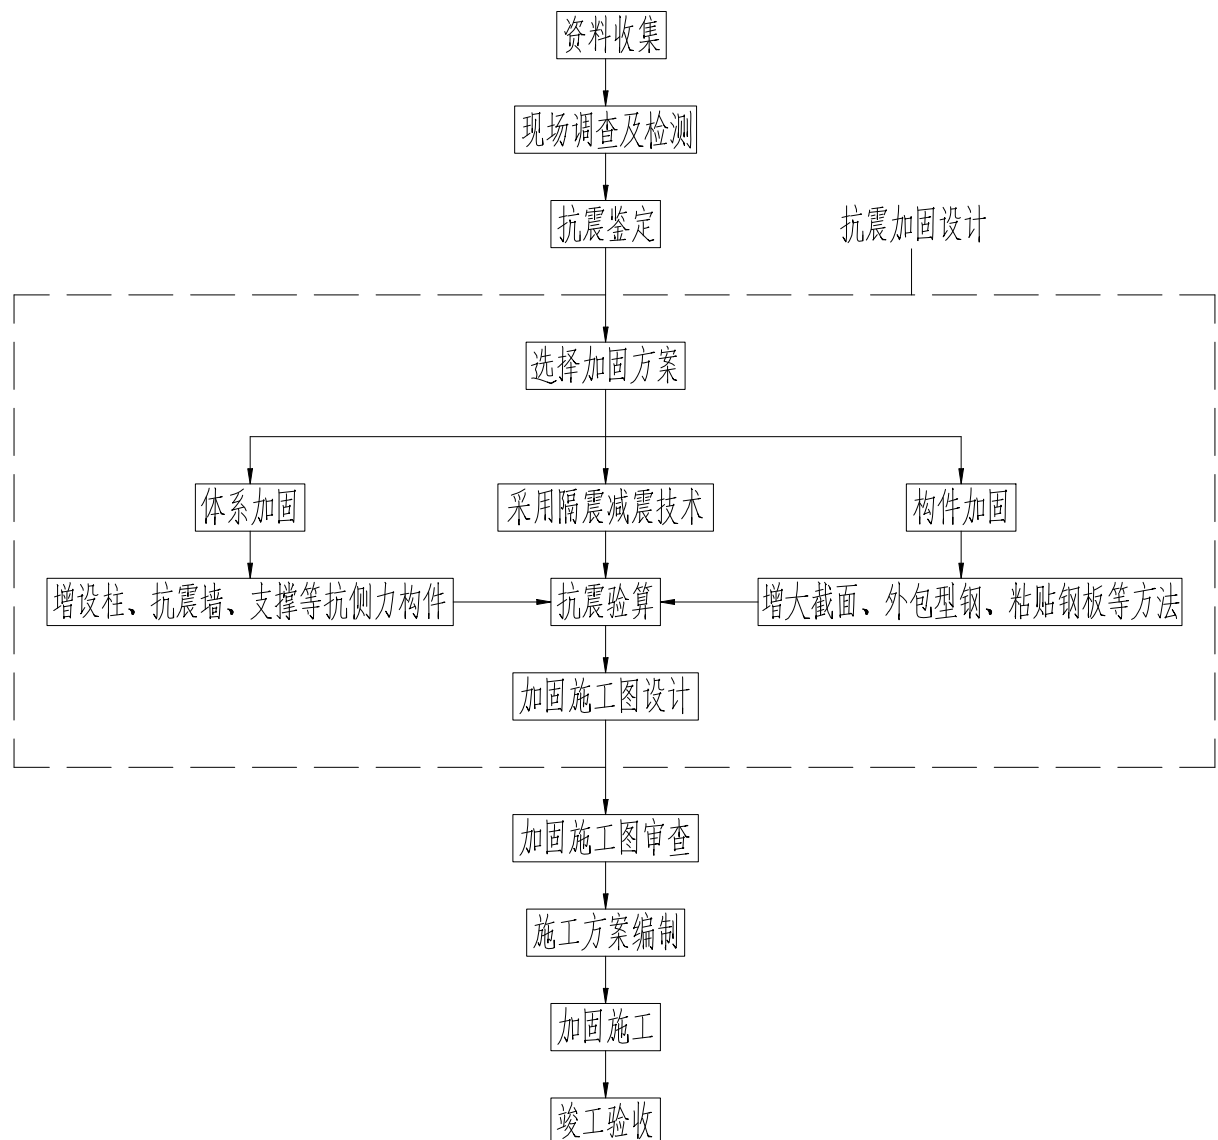 资料收集
现场调查及检测
抗震鉴定
抗震加固设计
选择加固方案
体系加固
采用隔震减震技术
构件加固
增设柱、抗震墙、支撑等抗侧力构件
抗震验算
增大截面、外包型钢、粘贴钢板等方法
加固施工图设计
加固施工图审查
施工方案编制
加固施工
竣工验收